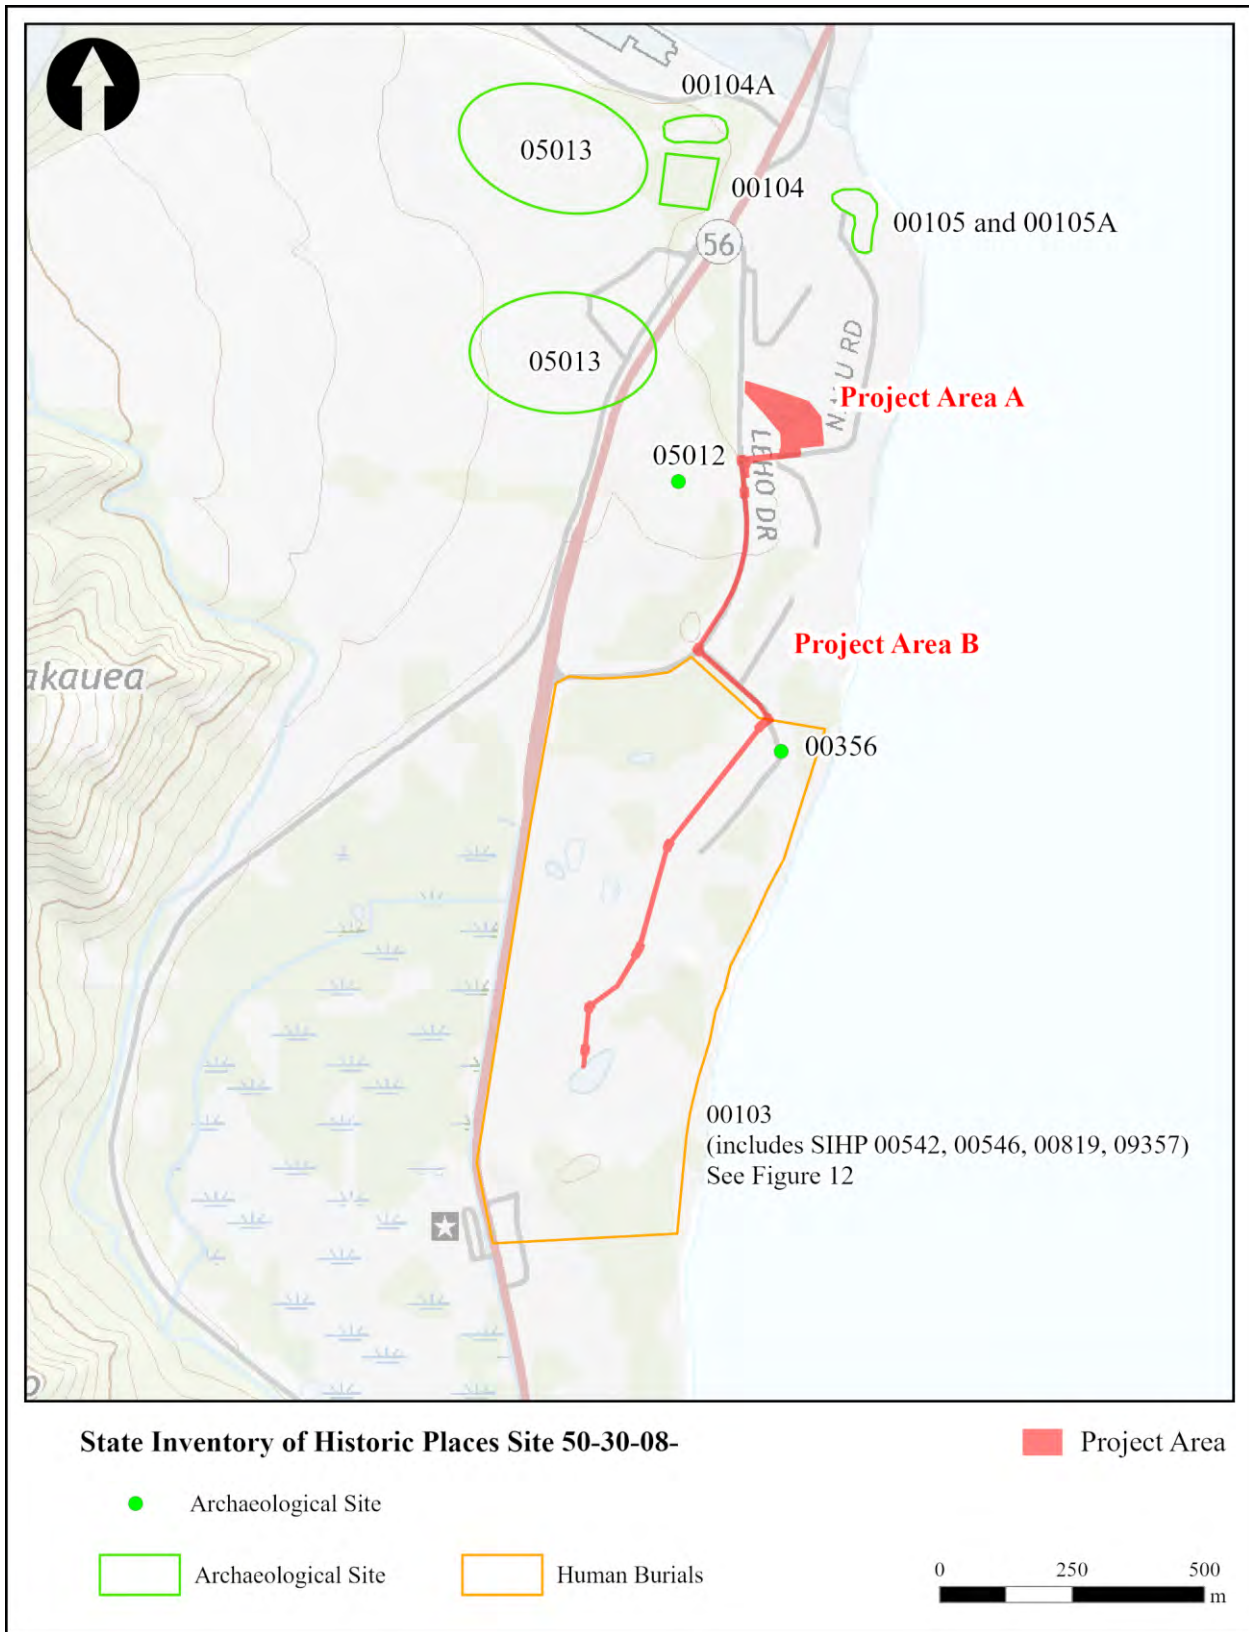 00104A
05013
00104
00105 and 00105A
56
05013
Project Area A
05012
LEHO DR
RD
Project Area B
akauea
00356
00103
(includes SIHP 00542, 00546, 00819, 09357)
See Figure 12
State Inventory of Historic Places Site 50-30-08-
Project Area
Archaeological Site
Archaeological Site
Human Burials
0 250 500
m